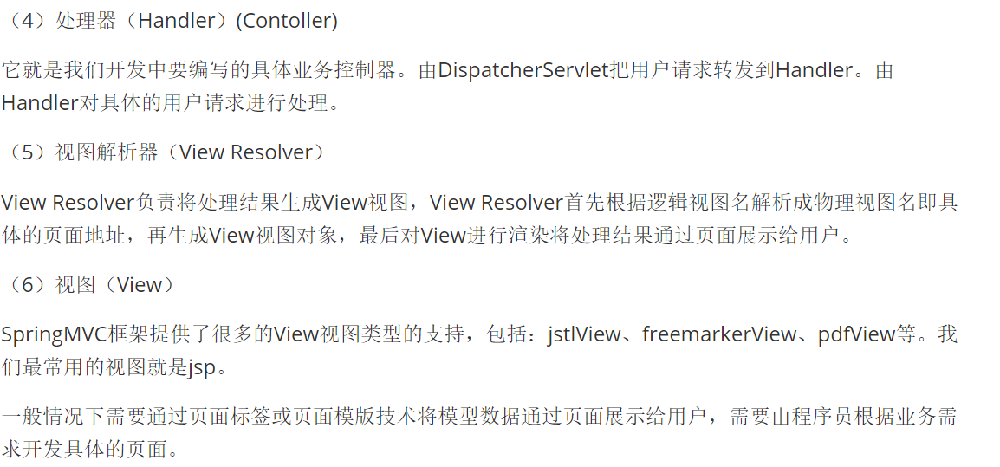 （4）处理器（Handler）(Contoller)
它就是我们开发中要编写的具体业务控制器。由DispatcherServlet把用户请求转发到Handler。由
Handler对具体的用户请求进行处理。
（5）视图解析器（View Resolver）
View Resolver负责将处理结果生成View视图，View Resolver首先根据逻辑视图名解析成物理视图名即具
体的页面地址，再生成View视图对象，最后对View进行渲染将处理结果通过页面展示给用户。
（6）视图（View）
SpringMVC框架提供了很多的View视图类型的支持，包括：jstlView、freemarkerView、pdfView等。我
们最常用的视图就是jsp。
一般情况下需要通过页面标签或页面模版技术将模型数据通过页面展示给用户，需要由程序员根据业务需
求开发具体的页面。